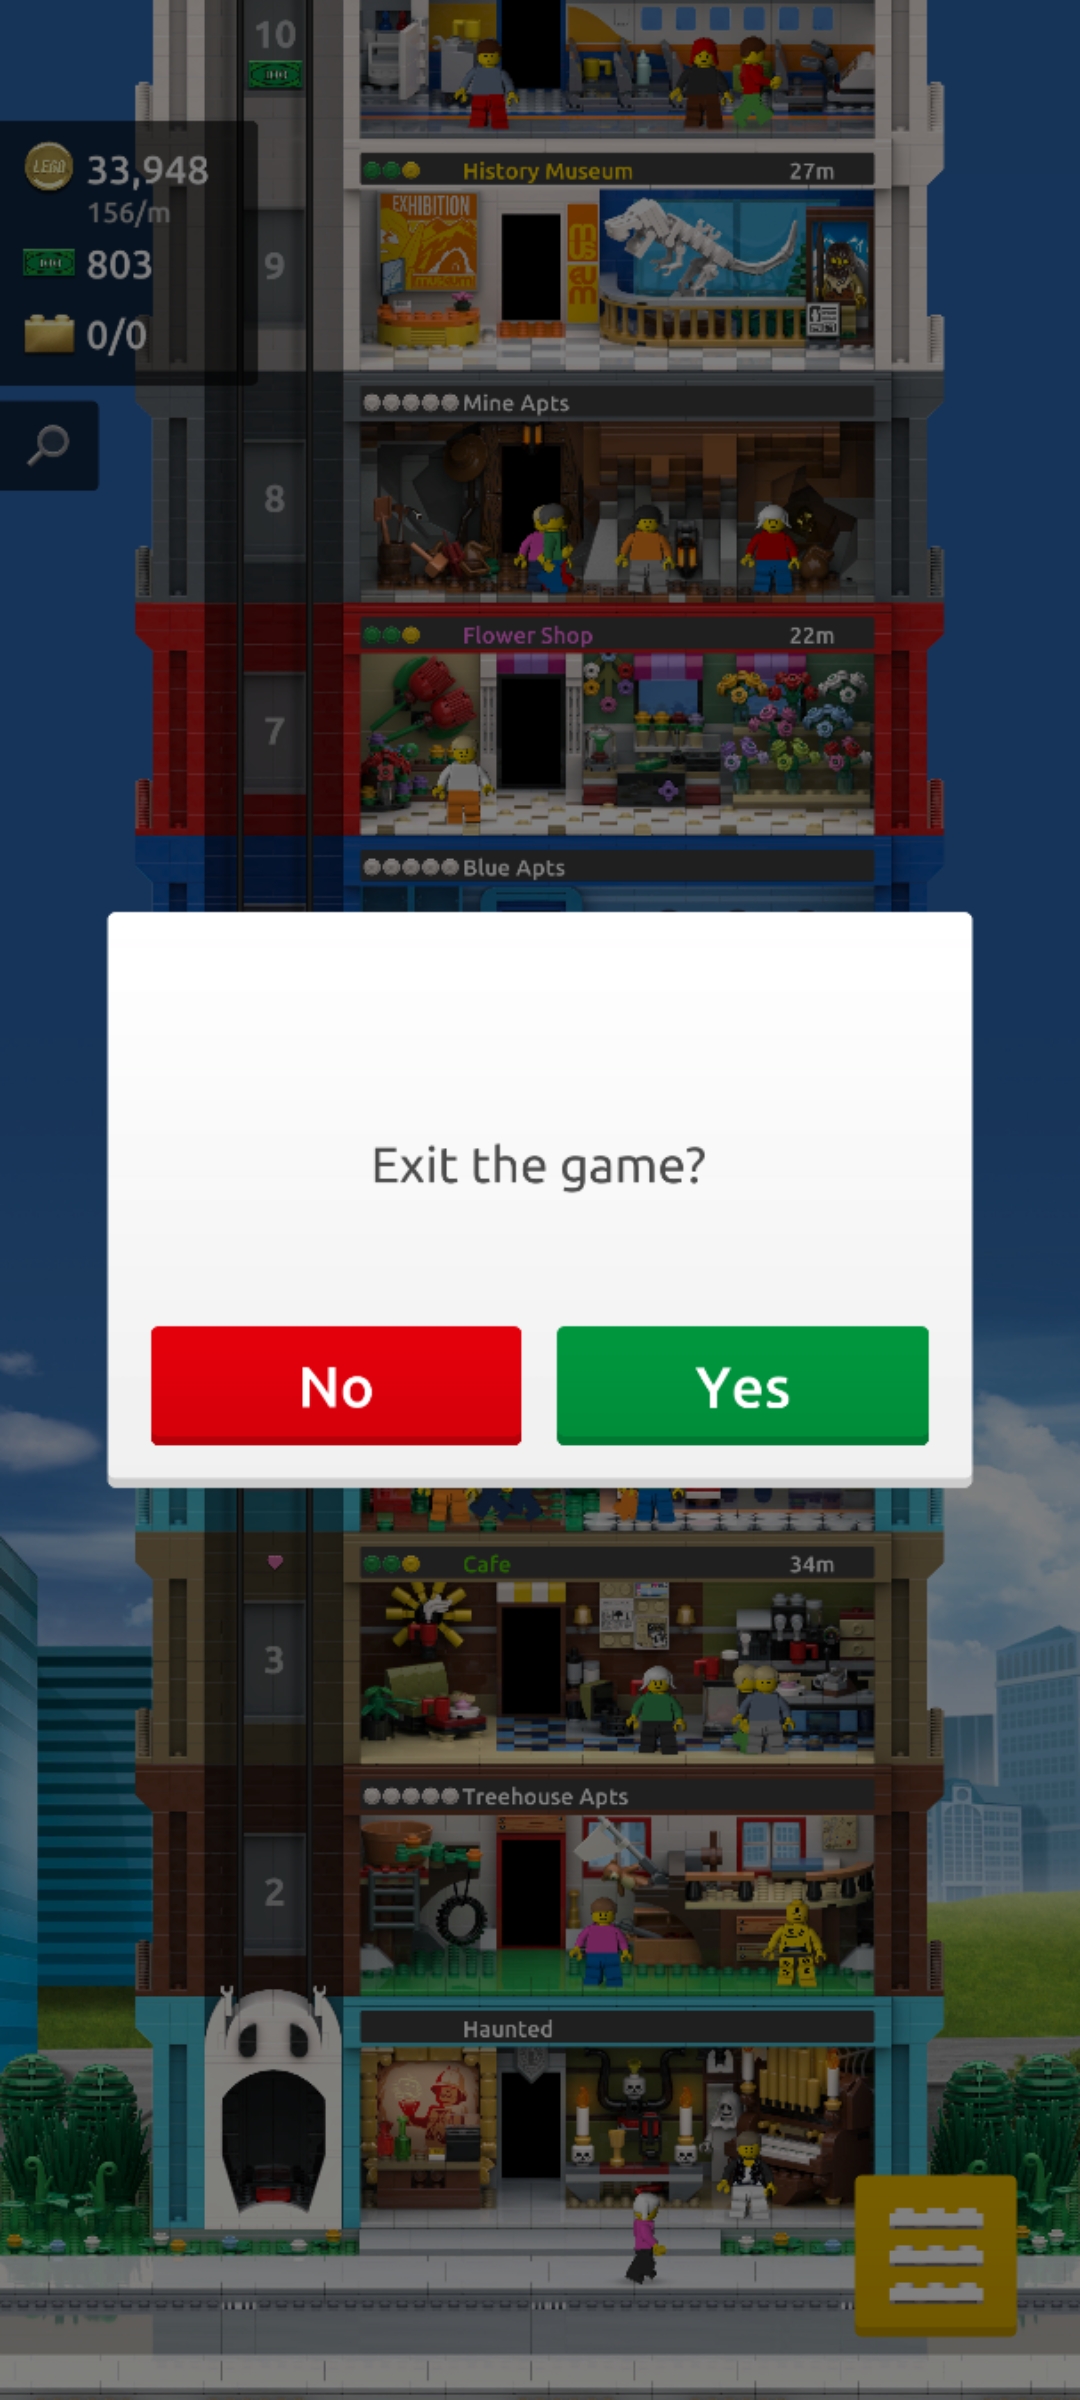 10
LEGO
33,948
156/m
803
0/0
History Museum 27m
EXHIBITION
museum
9
Mine Apts
8
Flower Shop 22m
7
Blue Apts
Exit the game?
No
Yes
Cafe 34m
3
Treehouse Apts
2
Haunted